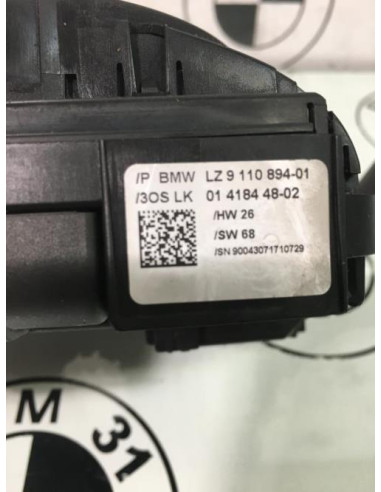 /P BMW LZ 9 110 894-01
/3OS LK 01 4184 48-02
/HW 26
/SW 68
/SN 90043071710729
M 31